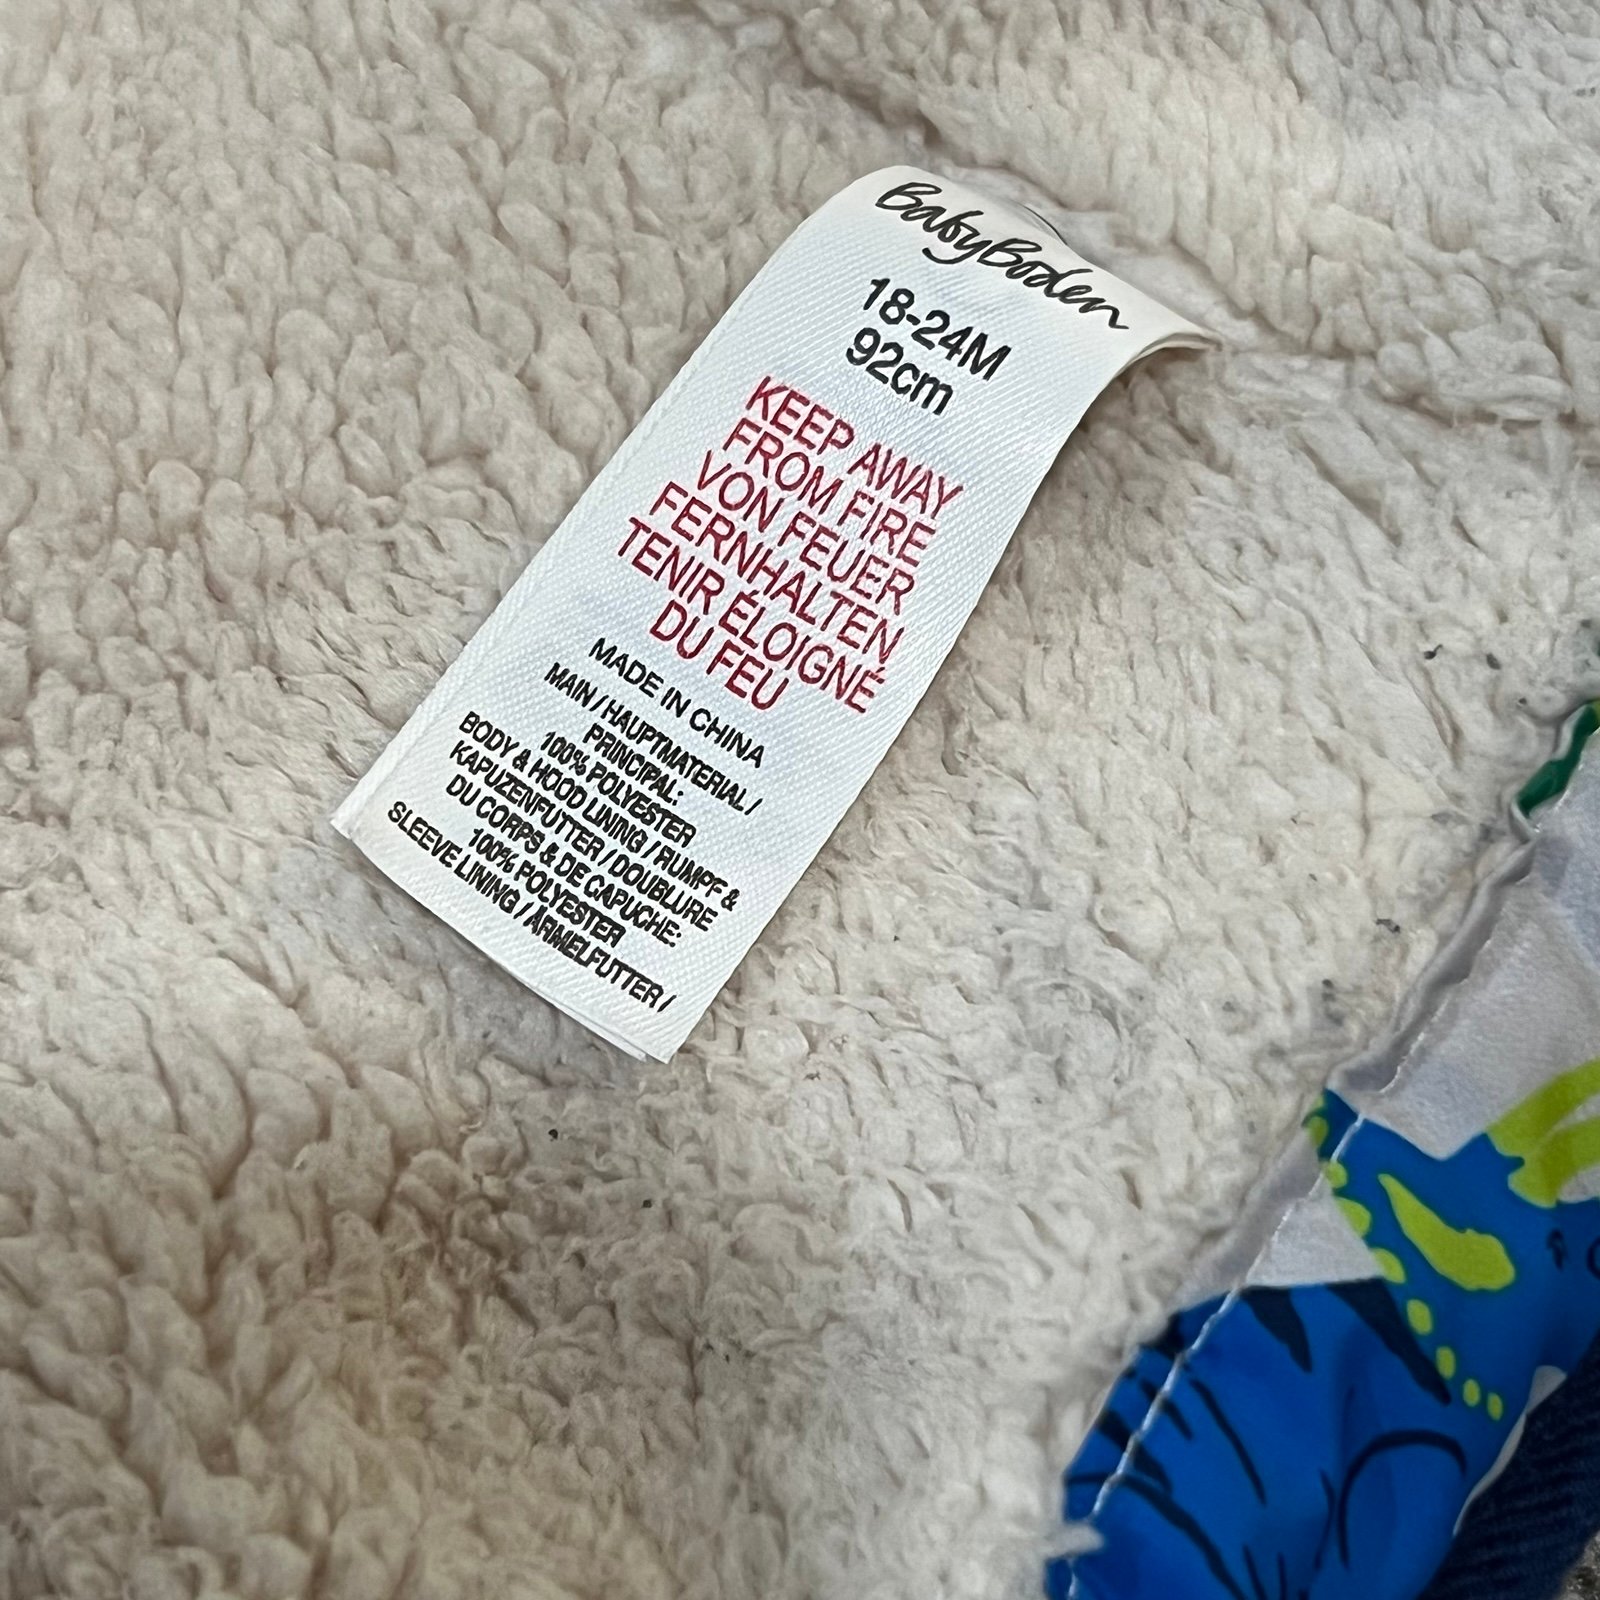 BabyBoden
18-24M
92cm
KEEP AWAY
FROM FIRE
VON FEUER
FERNHALTEN
TENIR ÉLOIGNÉ
DU FEU
MADE IN CHINA
MAIN / HAUPTMATERIAL /
PRINCIPAL:
100% POLYESTER
BODY & HOOD LINING / RUMPF &
KAPUZENFUTTER / DOUBLURE
DU CORPS & DE CAPUCHE:
100% POLYESTER
SLEEVE LINING / ÄRMELFUTTER /